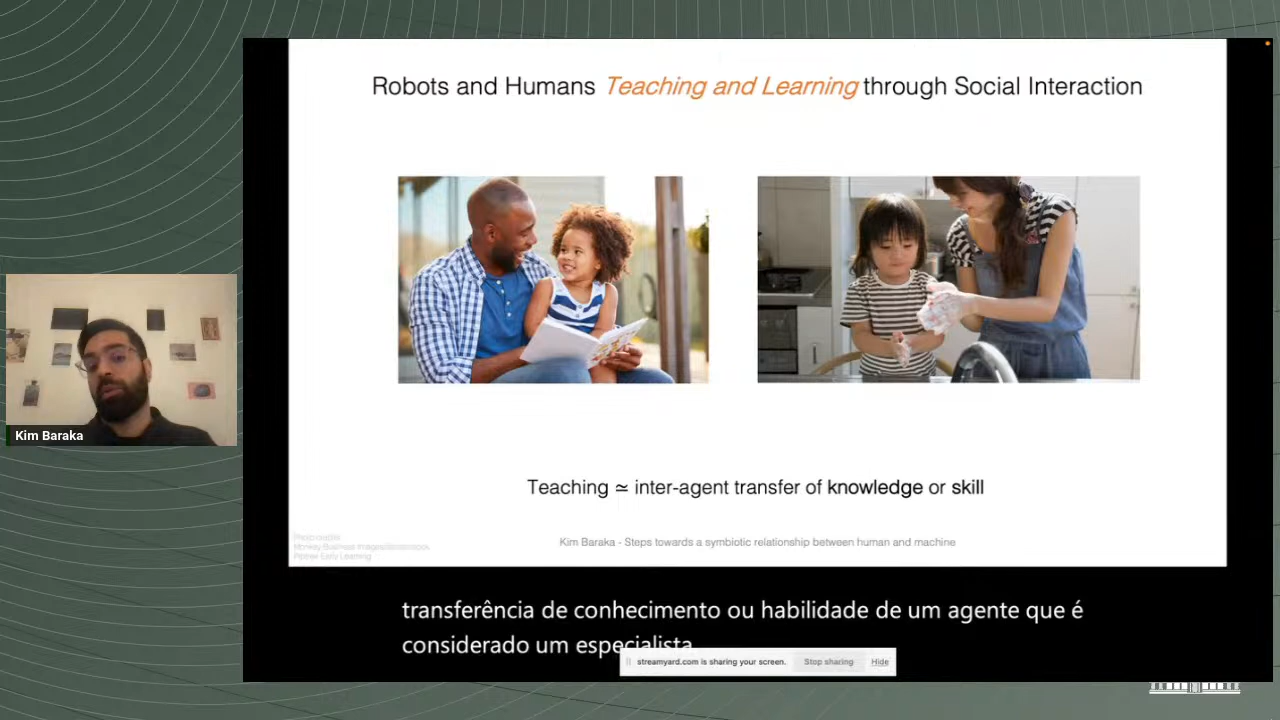 Robots and Humans Teaching and Learning through Social Interaction
Kim Baraka
Teaching ≃ inter-agent transfer of knowledge or skill
Photo credits:
Kim Baraka - Steps towards a symbiotic relationship between human and machine
transferência de conhecimento ou habilidade de um agente que é
considerado um especialista
streamyard.com is sharing your screen. Stop sharing Hide